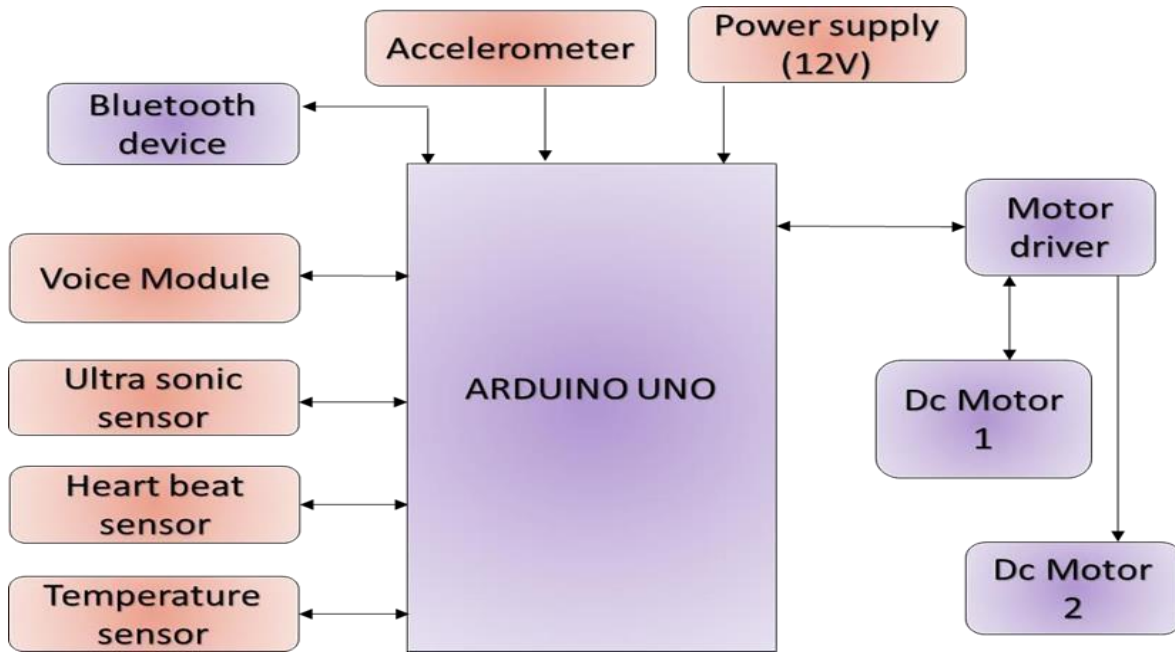 Accelerometer
Power supply
(12V)
Bluetooth
device
Motor
driver
Voice Module
Ultra sonic
sensor
ARDUINO UNO
Dc Motor
1
Heart beat
sensor
Dc Motor
2
Temperature
sensor